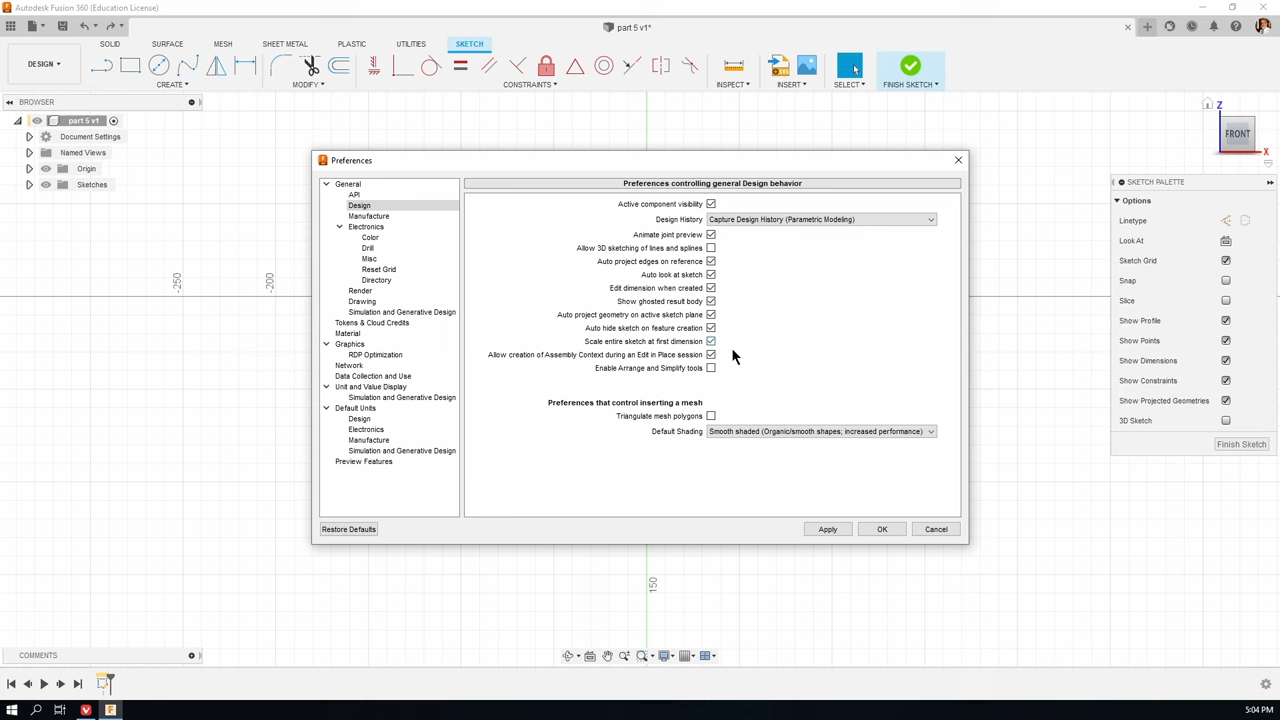 Autodesk Fusion 360 (Education License)
part 5 v1*
SOLID SURFACE MESH SHEET METAL PLASTIC UTILITIES SKETCH
DESIGN
CREATE MODIFY CONSTRAINTS INSPECT INSERT SELECT FINISH SKETCH
BROWSER
part 5 v1
Document Settings
Named Views
Origin
Sketches
-250
-200
150
Z
FRONT
X
Preferences
General
API
Design
Manufacture
Electronics
Color
Drill
Misc
Reset Grid
Directory
Render
Drawing
Simulation and Generative Design
Tokens & Cloud Credits
Material
Graphics
RDP Optimization
Network
Data Collection and Use
Unit and Value Display
Simulation and Generative Design
Default Units
Design
Electronics
Manufacture
Simulation and Generative Design
Preview Features
Preferences controlling general Design behavior
Active component visibility
Design History Capture Design History (Parametric Modeling)
Animate joint preview
Allow 3D sketching of lines and splines
Auto project edges on reference
Auto look at sketch
Edit dimension when created
Show ghosted result body
Auto project geometry on active sketch plane
Auto hide sketch on feature creation
Scale entire sketch at first dimension
Allow creation of Assembly Context during an Edit in Place session
Enable Arrange and Simplify tools
Preferences that control inserting a mesh
Triangulate mesh polygons
Default Shading Smooth shaded (Organic/smooth shapes; increased performance)
Restore Defaults Apply OK Cancel
SKETCH PALETTE
Options
Linetype
Look At
Sketch Grid
Snap
Slice
Show Profile
Show Points
Show Dimensions
Show Constraints
Show Projected Geometries
3D Sketch
Finish Sketch
COMMENTS
5:04 PM